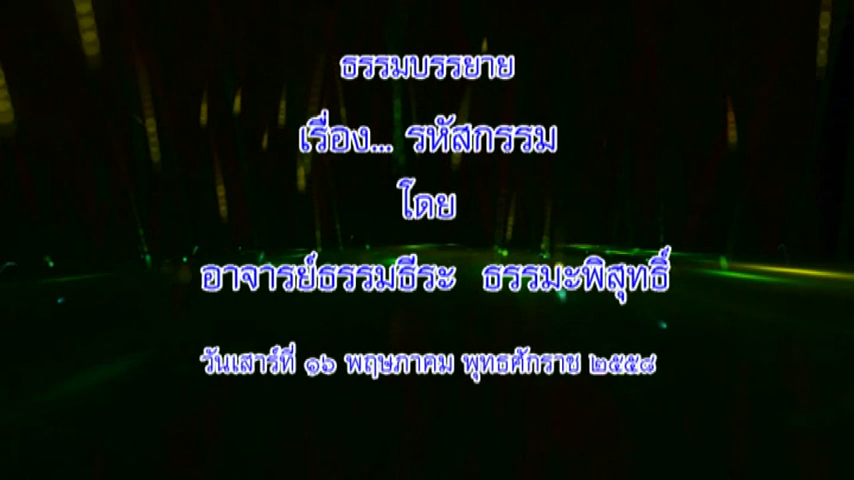 ธรรมบรรยาย
เรื่อง... รหัสกรรม
โดย
อาจารย์ธรรมธีระ ธรรมะพิสุทธิ์
วันเสาร์ที่ ๑๖ พฤษภาคม พุทธศักราช ๒๕๕๘